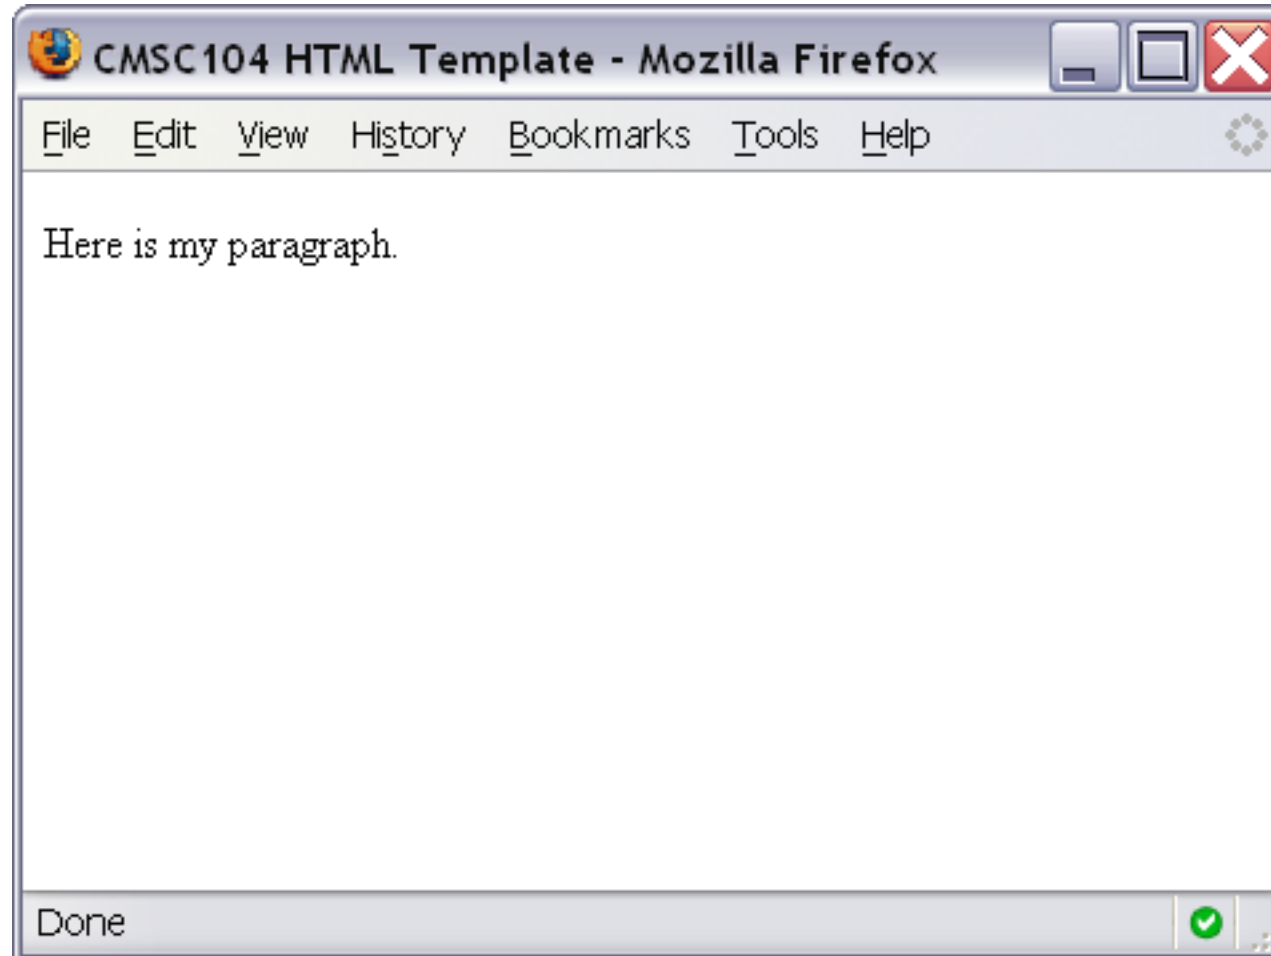 CMSC104 HTML Template - Mozilla Firefox
File Edit View History Bookmarks Tools Help
Here is my paragraph.
Done